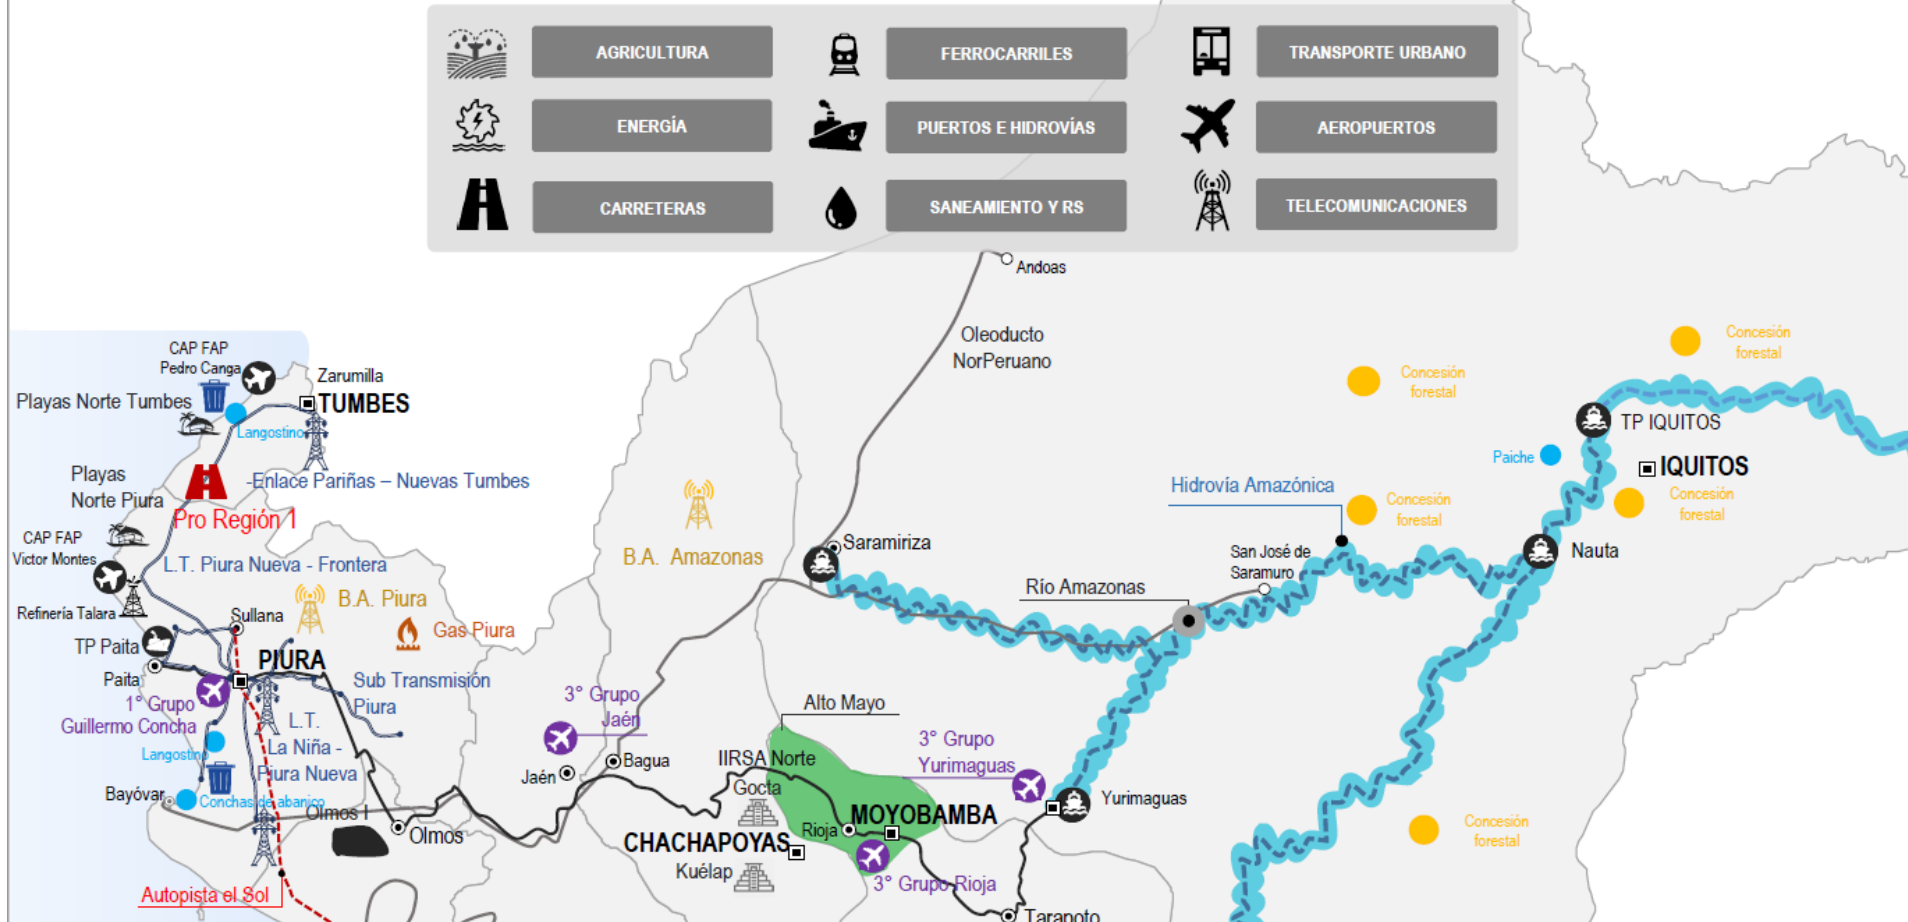 AGRICULTURA
FERROCARRILES
TRANSPORTE URBANO
ENERGÍA
PUERTOS E HIDROVÍAS
AEROPUERTOS
CARRETERAS
SANEAMIENTO Y RS
TELECOMUNICACIONES
Andoas
Oleoducto
NorPeruano
CAP FAP
Pedro Canga
Zarumilla
Playas Norte Tumbes
TUMBES
Langostino
Playas
Norte Piura
-Enlace Pariñas – Nuevas Tumbes
Pro Región 1
CAP FAP
Victor Montes
L.T. Piura Nueva - Frontera
Refinería Talara
Sullana
B.A. Piura
Gas Piura
TP Paita
PIURA
Paita
1° Grupo
Guillermo Concha
Sub Transmisión
Piura
L.T.
La Niña -
Piura Nueva
Langostino
Bayóvar
Conchas de abanico
Olmos I
Olmos
Autopista el Sol
B.A. Amazonas
Saramiriza
3° Grupo
Jaén
Jaén
Bagua
IIRSA Norte
Gocta
Alto Mayo
CHACHAPOYAS
Kuélap
Rioja
MOYOBAMBA
3° Grupo Rioja
3° Grupo
Yurimaguas
Yurimaguas
Tarapoto
Río Amazonas
San José de
Saramuro
Hidrovía Amazónica
Concesión
forestal
Concesión
forestal
Concesión
forestal
TP IQUITOS
Paiche
IQUITOS
Concesión
forestal
Nauta
Concesión
forestal